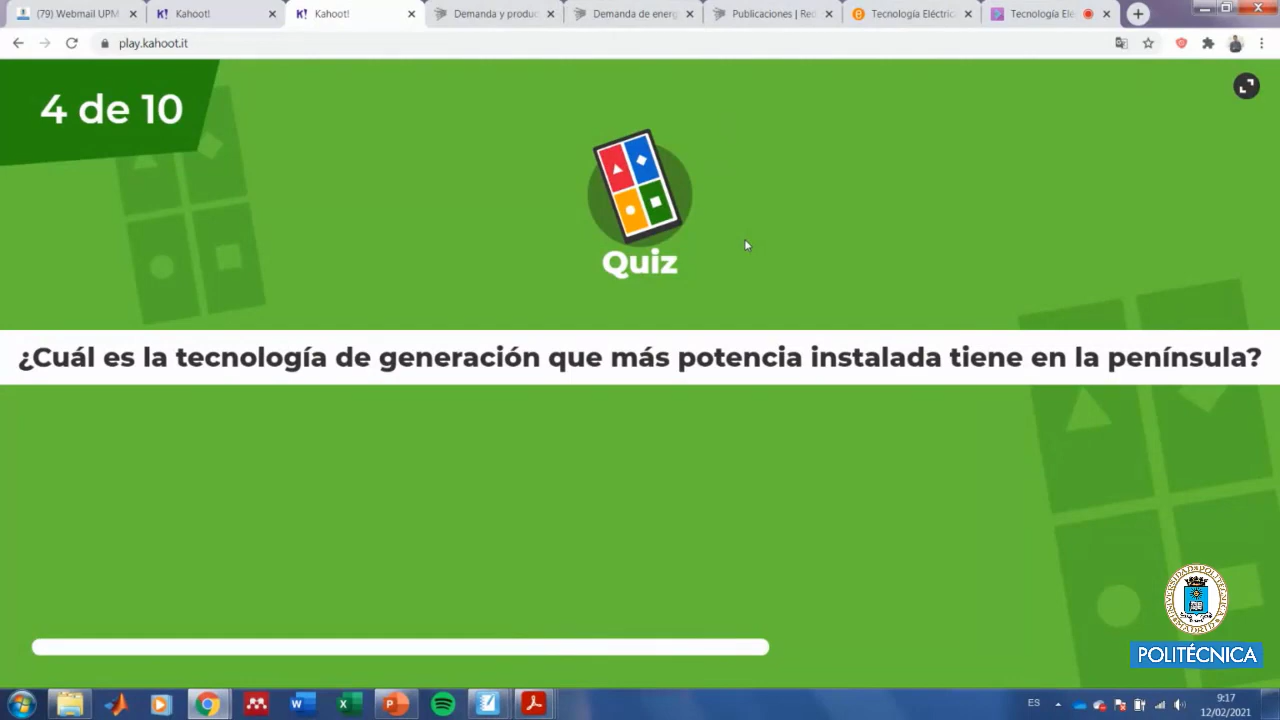 (79) Webmail UPM
Kahoot!
Kahoot!
Demanda y produc
Demanda de energ
Publicaciones | Red
Tecnología Eléctric
Tecnología Elé
play.kahoot.it
4 de 10
Quiz
¿Cuál es la tecnología de generación que más potencia instalada tiene en la península?
POLITÉCNICA
ES
9:17
12/02/2021